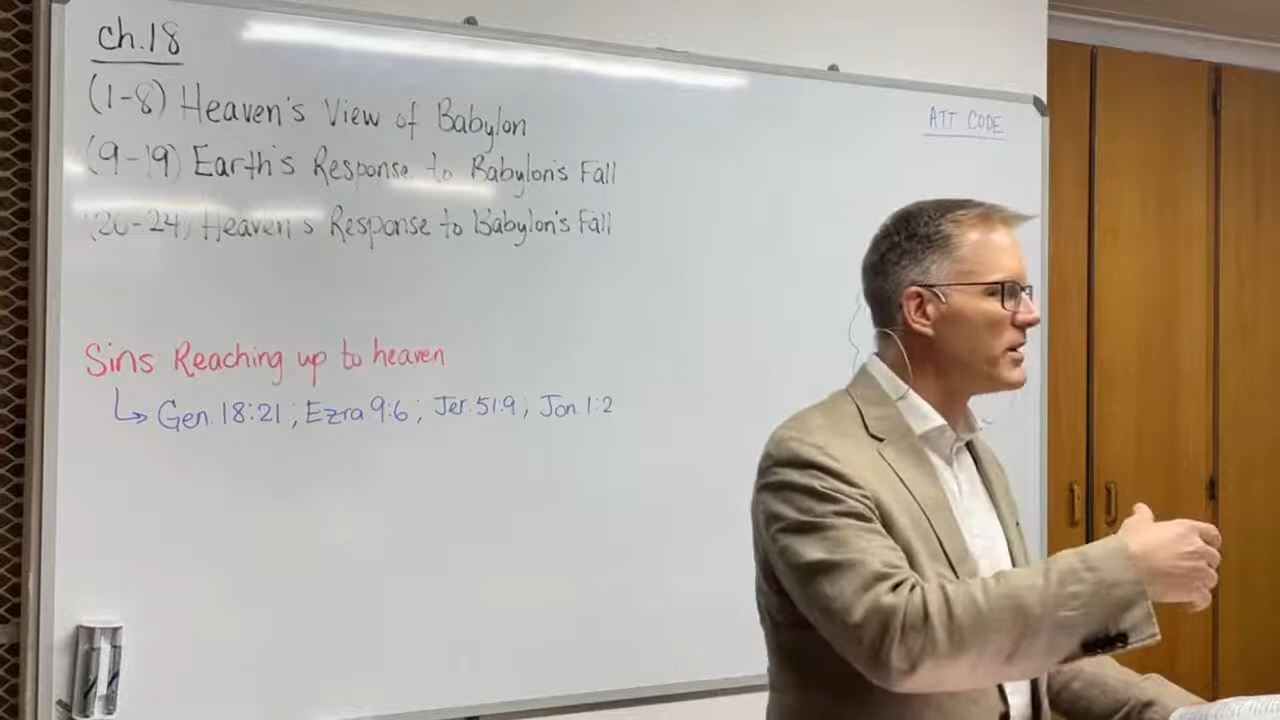 ch.18
(1-8) Heaven's View of Babylon
(9-19) Earth's Response to Babylon's Fall
(20-24) Heaven's Response to Babylon's Fall
ATT CODE
Sins Reaching up to heaven
↳ Gen. 18:21 ; Ezra 9:6 ; Jer. 51:9 ; Jon. 1:2